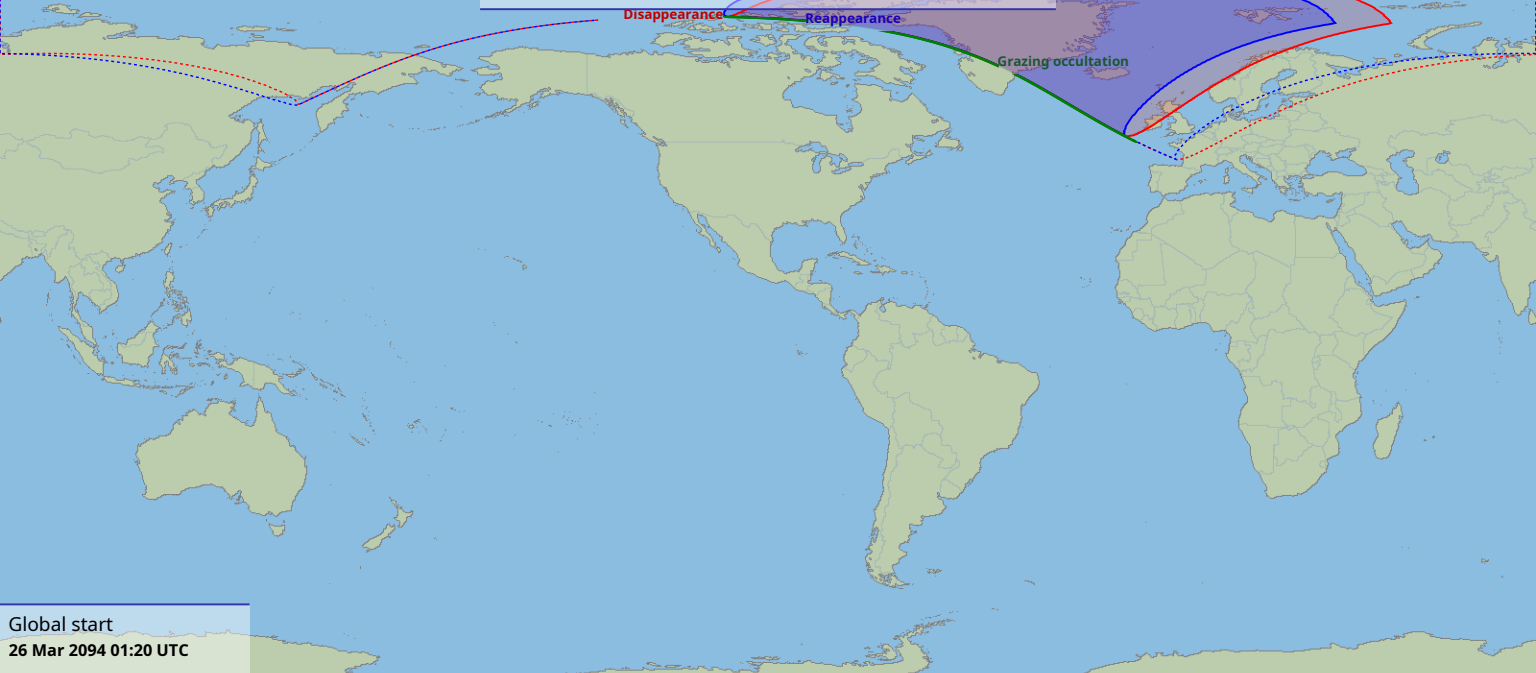 Disappearance
Reappearance
Grazing occultation
Global start
26 Mar 2094 01:20 UTC